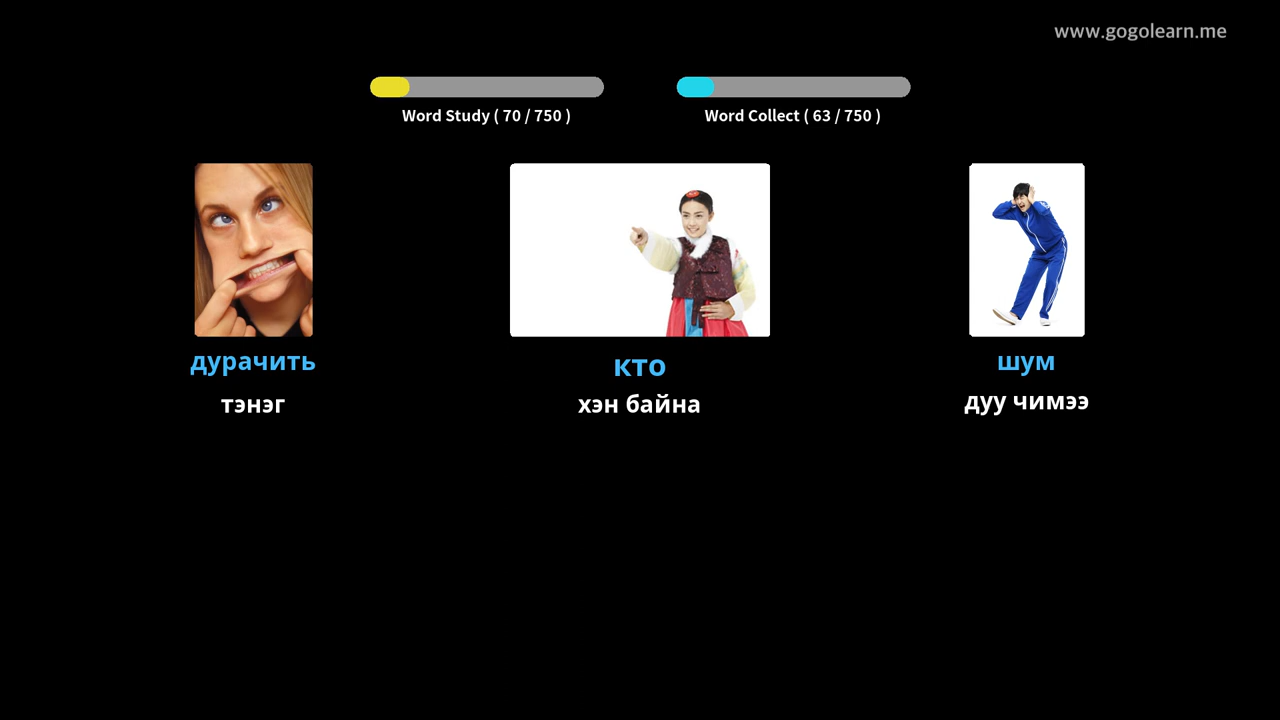 www.gogolearn.me
Word Study ( 70 / 750 )
Word Collect ( 63 / 750 )
дурачить
тэнэг
кто
хэн байна
шум
дуу чимээ